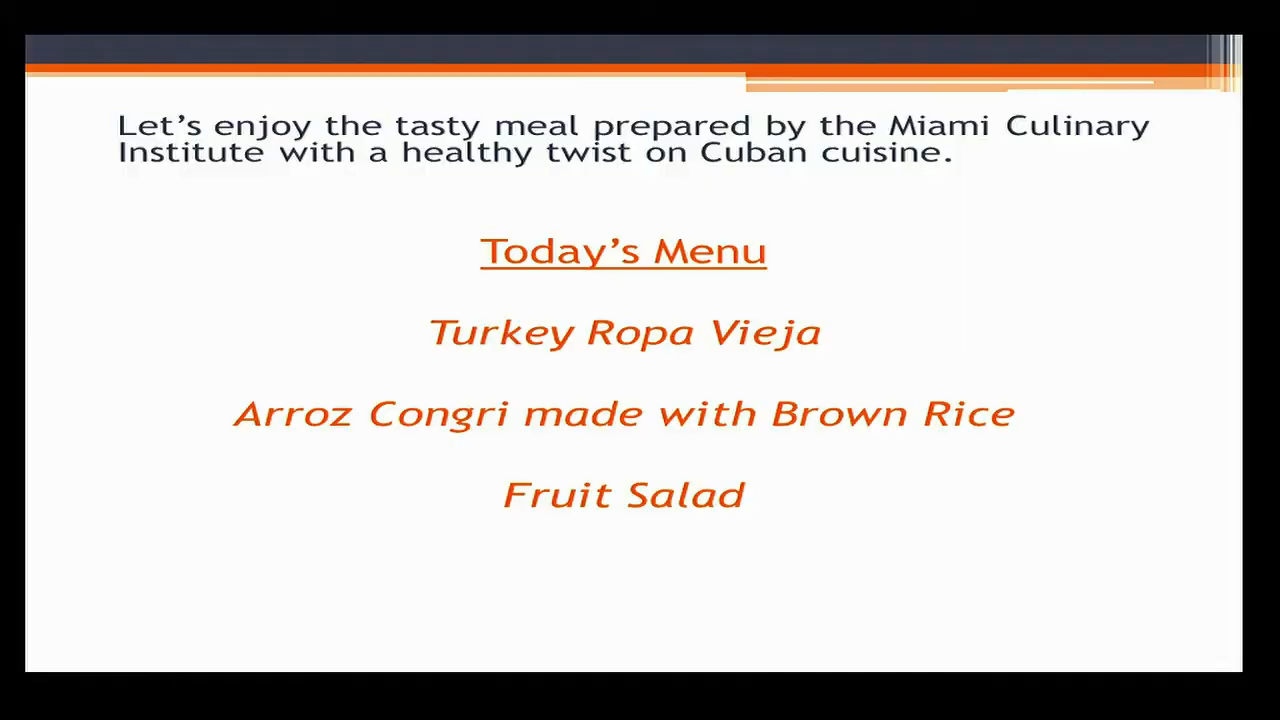 Let's enjoy the tasty meal prepared by the Miami Culinary
Institute with a healthy twist on Cuban cuisine.
Today's Menu
Turkey Ropa Vieja
Arroz Congri made with Brown Rice
Fruit Salad